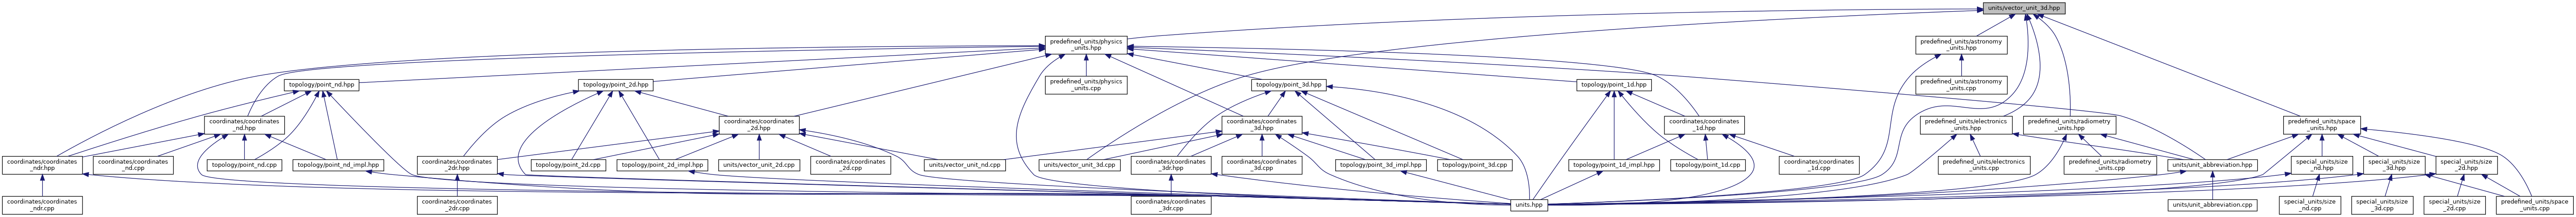 units/vector_unit_3d.hpp
predefined_units/physics
_units.hpp
predefined_units/astronomy
_units.hpp
topology/point_nd.hpp
topology/point_2d.hpp
predefined_units/physics
_units.cpp
topology/point_3d.hpp
topology/point_1d.hpp
predefined_units/astronomy
_units.cpp
coordinates/coordinates
_nd.hpp
coordinates/coordinates
_2d.hpp
coordinates/coordinates
_3d.hpp
coordinates/coordinates
_1d.hpp
predefined_units/electronics
_units.hpp
predefined_units/radiometry
_units.hpp
predefined_units/space
_units.hpp
coordinates/coordinates
_ndr.hpp
coordinates/coordinates
_nd.cpp
topology/point_nd.cpp
topology/point_nd_impl.hpp
coordinates/coordinates
_2dr.hpp
topology/point_2d.cpp
topology/point_2d_impl.hpp
units/vector_unit_2d.cpp
coordinates/coordinates
_2d.cpp
units/vector_unit_nd.cpp
units/vector_unit_3d.cpp
coordinates/coordinates
_3dr.hpp
coordinates/coordinates
_3d.cpp
topology/point_3d_impl.hpp
topology/point_3d.cpp
topology/point_1d_impl.hpp
topology/point_1d.cpp
coordinates/coordinates
_1d.cpp
predefined_units/electronics
_units.cpp
predefined_units/radiometry
_units.cpp
units/unit_abbreviation.hpp
special_units/size
_nd.hpp
special_units/size
_3d.hpp
special_units/size
_2d.hpp
coordinates/coordinates
_ndr.cpp
coordinates/coordinates
_2dr.cpp
coordinates/coordinates
_3dr.cpp
units.hpp
units/unit_abbreviation.cpp
special_units/size
_nd.cpp
special_units/size
_3d.cpp
special_units/size
_2d.cpp
predefined_units/space
_units.cpp